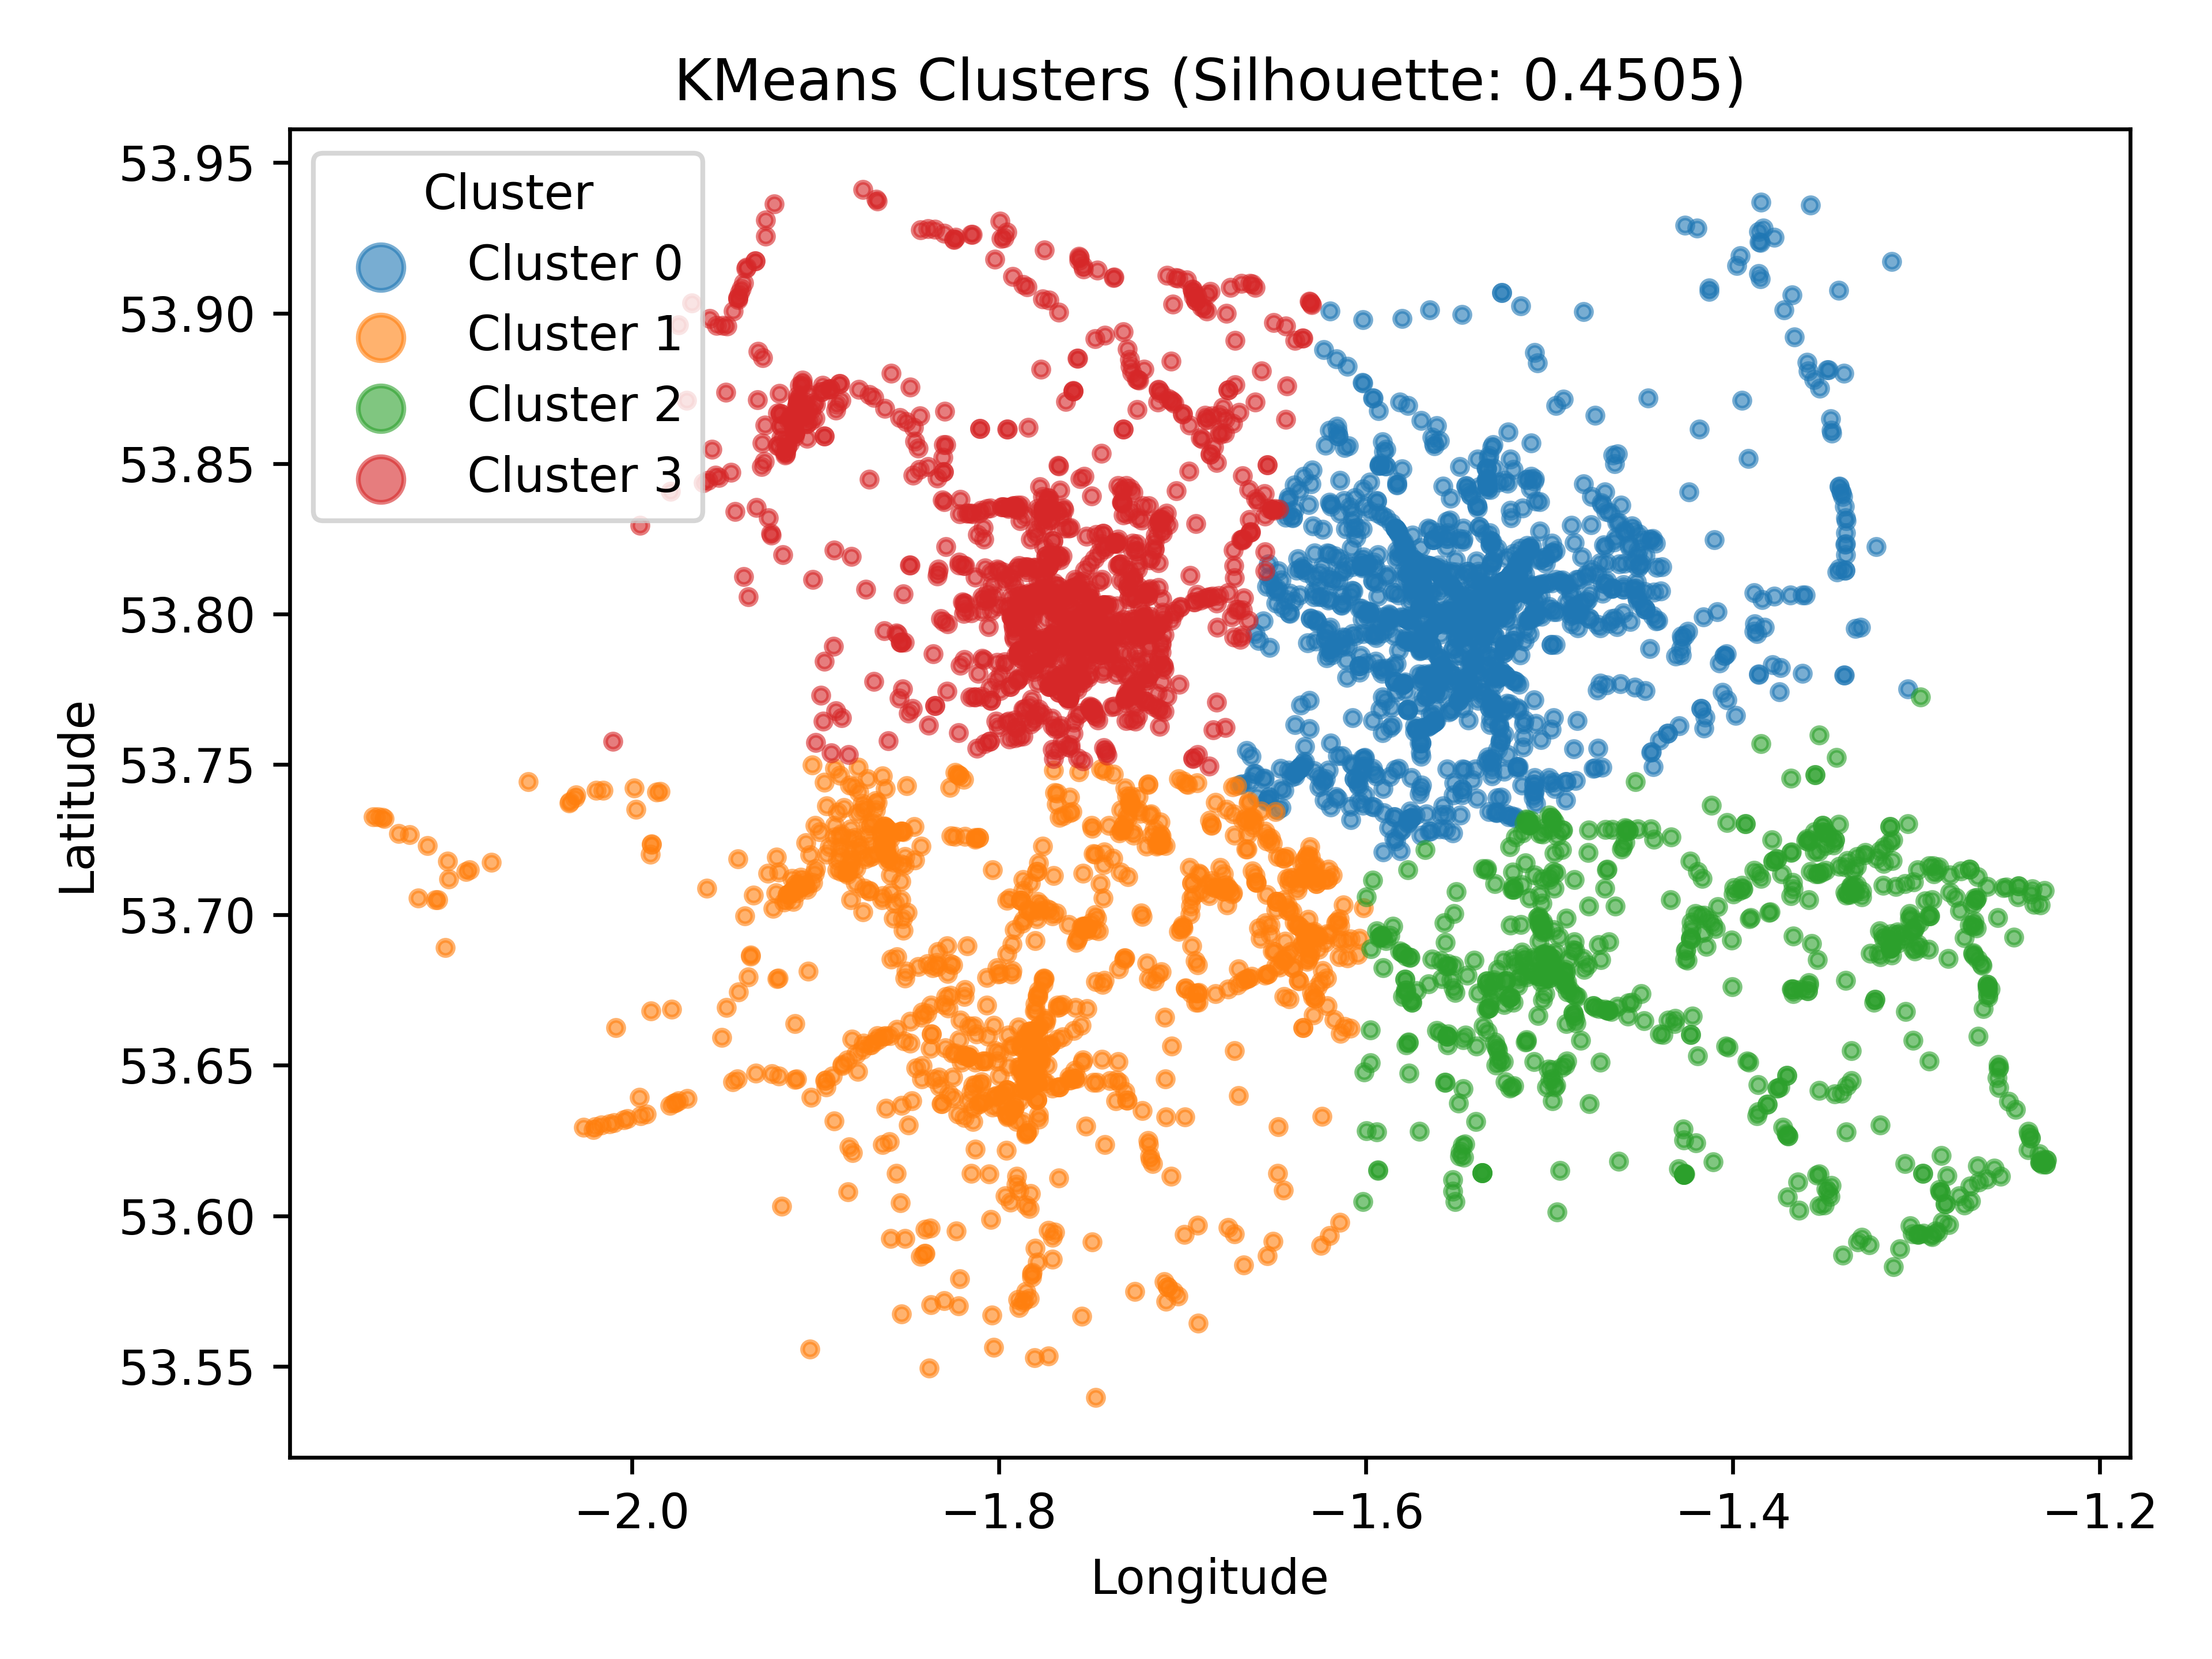 KMeans Clusters (Silhouette: 0.4505)
Cluster
Cluster 0
Cluster 1
Cluster 2
Cluster 3
Latitude
53.95
53.90
53.85
53.80
53.75
53.70
53.65
53.60
53.55
−2.0
−1.8
−1.6
−1.4
−1.2
Longitude